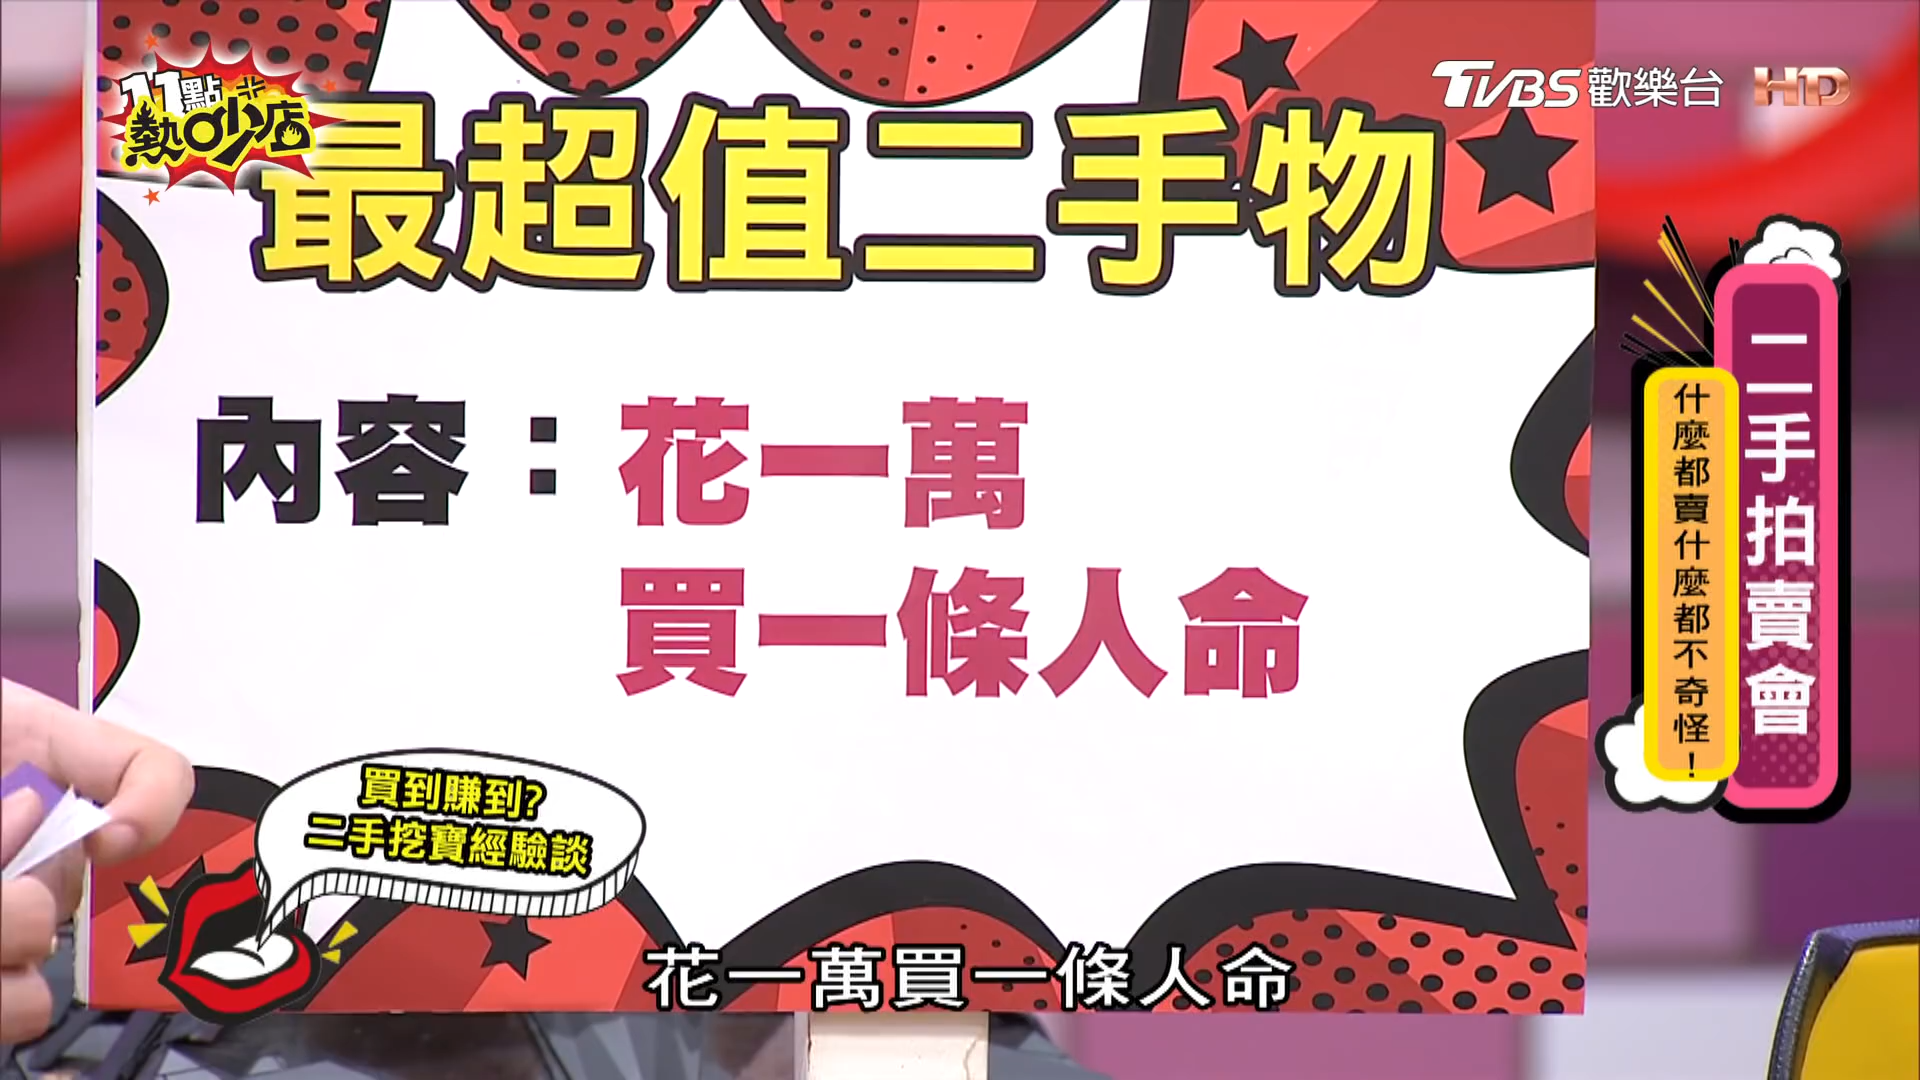 11點
熱吵店
TVBS歡樂台 HD
最超值二手物
內容：花一萬
買一條人命
二手拍賣會
什麼都賣什麼都不奇怪！
買到賺到?
二手挖寶經驗談
花一萬買一條人命